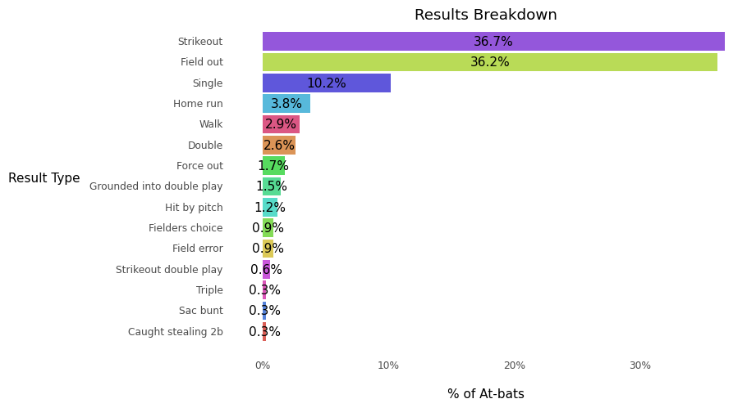 Results Breakdown
Strikeout 36.7%
Field out 36.2%
Single 10.2%
Home run 3.8%
Walk 2.9%
Double 2.6%
Force out 1.7%
Result Type
Grounded into double play 1.5%
Hit by pitch 1.2%
Fielders choice 0.9%
Field error 0.9%
Strikeout double play 0.6%
Triple 0.3%
Sac bunt 0.3%
Caught stealing 2b 0.3%
0% 10% 20% 30%
% of At-bats